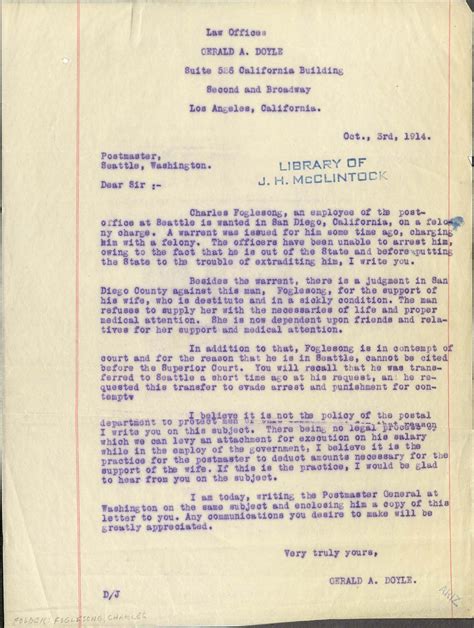 Law Offices
GERALD A. DOYLE
Suite 526 California Building
Second and Broadway
Los Angeles, California.
Oct., 3rd, 1914.
Postmaster,
Seattle, Washington.
LIBRARY OF
J. H. McCLINTOCK
Dear Sir ;-
Charles Foglesong, an employee of the post-
office at Seattle is wanted in San Diego, California, on a felo-
ny charge. A warrent was issued for him some time ago, charging
him with a felony. The officers have been unable to arrest him,
owing to the fact that he is out of the State and before putting
the State to the trouble of extraditing him, I write you.
Besides the warrent, there is a judgment in San
Diego County against this man, Foglesong, for the support of
his wife, who is destitute and in a sickly condition. The man
refuses to supply her with the necessaries of life and proper
medical attention. She is now dependent upon friends and rela-
tives for her support and medical attention.
In addition to that, Foglesong is in contempt of
court and for the reason that he is in Seattle, cannot be cited
before the Superior Court. You will recall that he was trans-
ferred to Seattle a short time ago at his request, and he re-
quested this transfer to evade arrest and punishment for con-
tempt
I believe it is not the policy of the postal
department to protect men
I write you on this subject. There being no legal
which we can levy an attachment for execution on his salary
while in the employ of the government, I believe it is the
practice for the postmaster to deduct amounts necessary for the
support of the wife. If this is the practice, I would be glad
to hear from you on the subject.
I am today, writing the Postmaster General at
Washington on the same subject and enclosing him a copy of this
letter to you. Any communications you desire to make will be
greatly appreciated.
Very truly yours,
GERALD A. DOYLE.
D/J
ARIZ
FOLDER: FOGLESONG, CHARLES